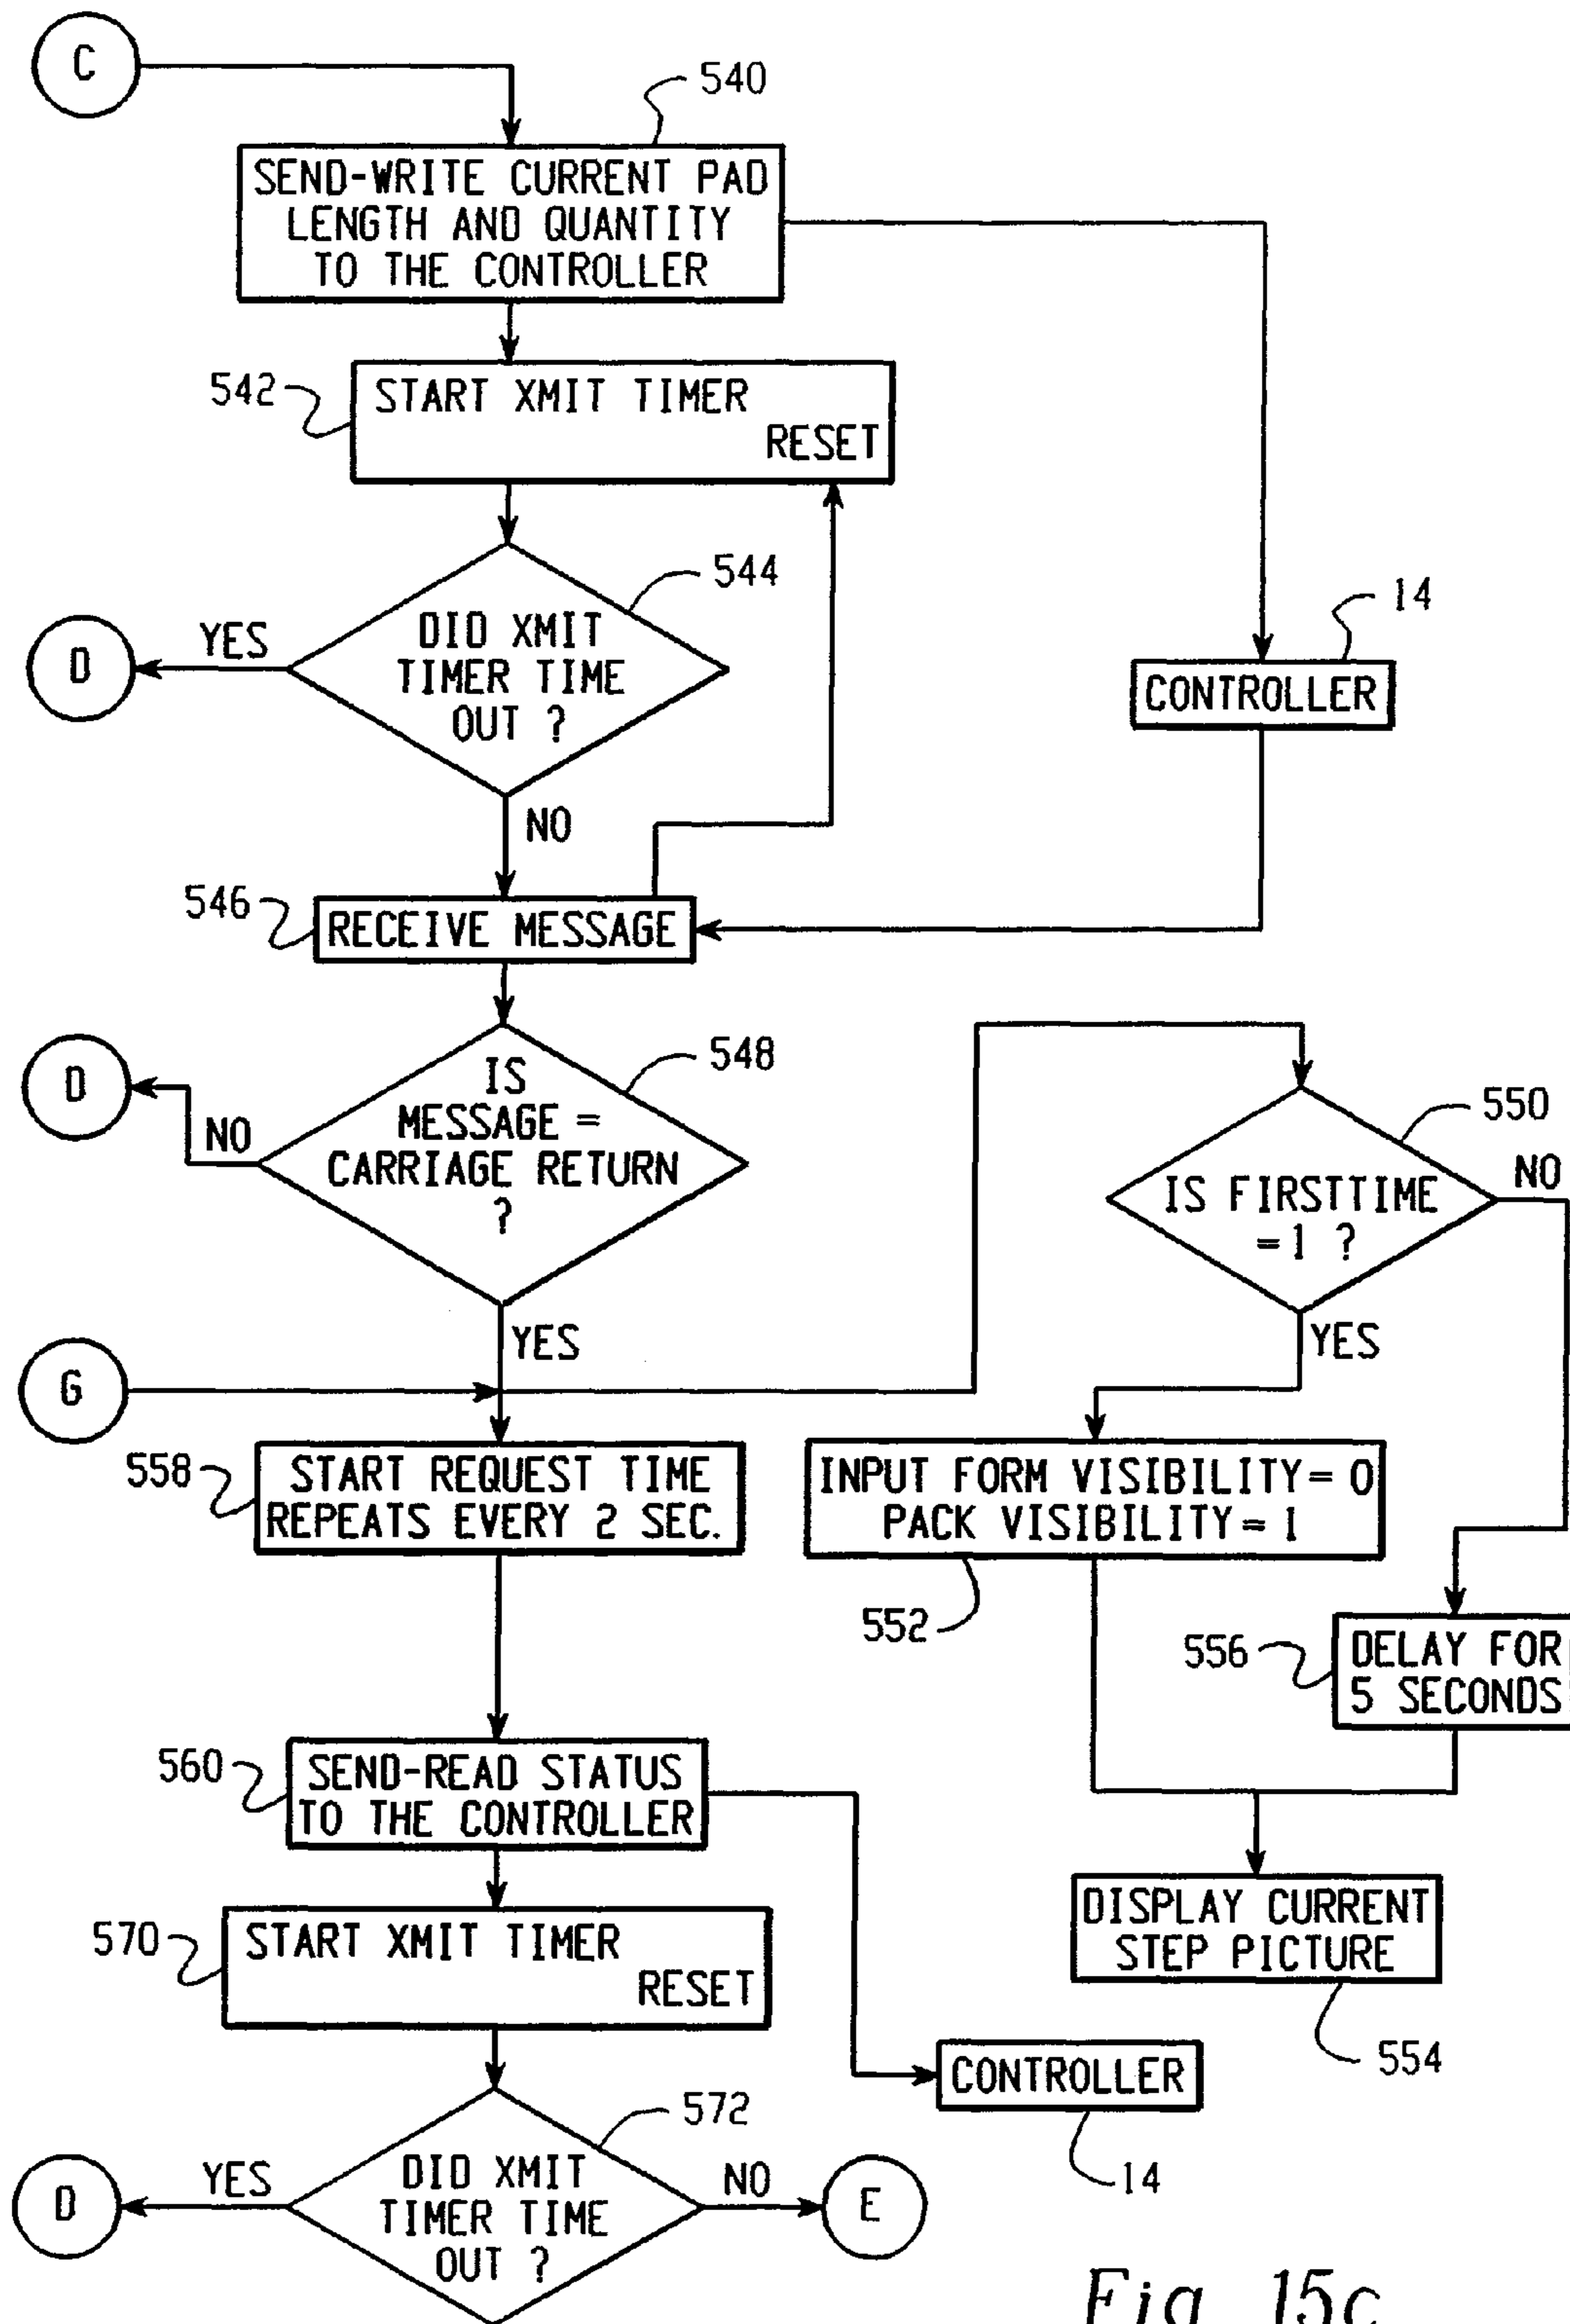 C
540
SEND-WRITE CURRENT PAD
LENGTH AND QUANTITY
TO THE CONTROLLER
542
START XMIT TIMER
RESET
544
DID XMIT
TIMER TIME
OUT ?
YES
D
NO
14
CONTROLLER
546
RECEIVE MESSAGE
548
IS
MESSAGE =
CARRIAGE RETURN
?
D
NO
YES
550
IS FIRSTTIME
=1 ?
NO
YES
G
558
START REQUEST TIME
REPEATS EVERY 2 SEC.
INPUT FORM VISIBILITY= 0
PACK VISIBILITY= 1
552
556
DELAY FOR
5 SECONDS
560
SEND-READ STATUS
TO THE CONTROLLER
DISPLAY CURRENT
STEP PICTURE
554
570
START XMIT TIMER
RESET
CONTROLLER
14
572
DID XMIT
TIMER TIME
OUT ?
YES
D
NO
E
Fig. 15c